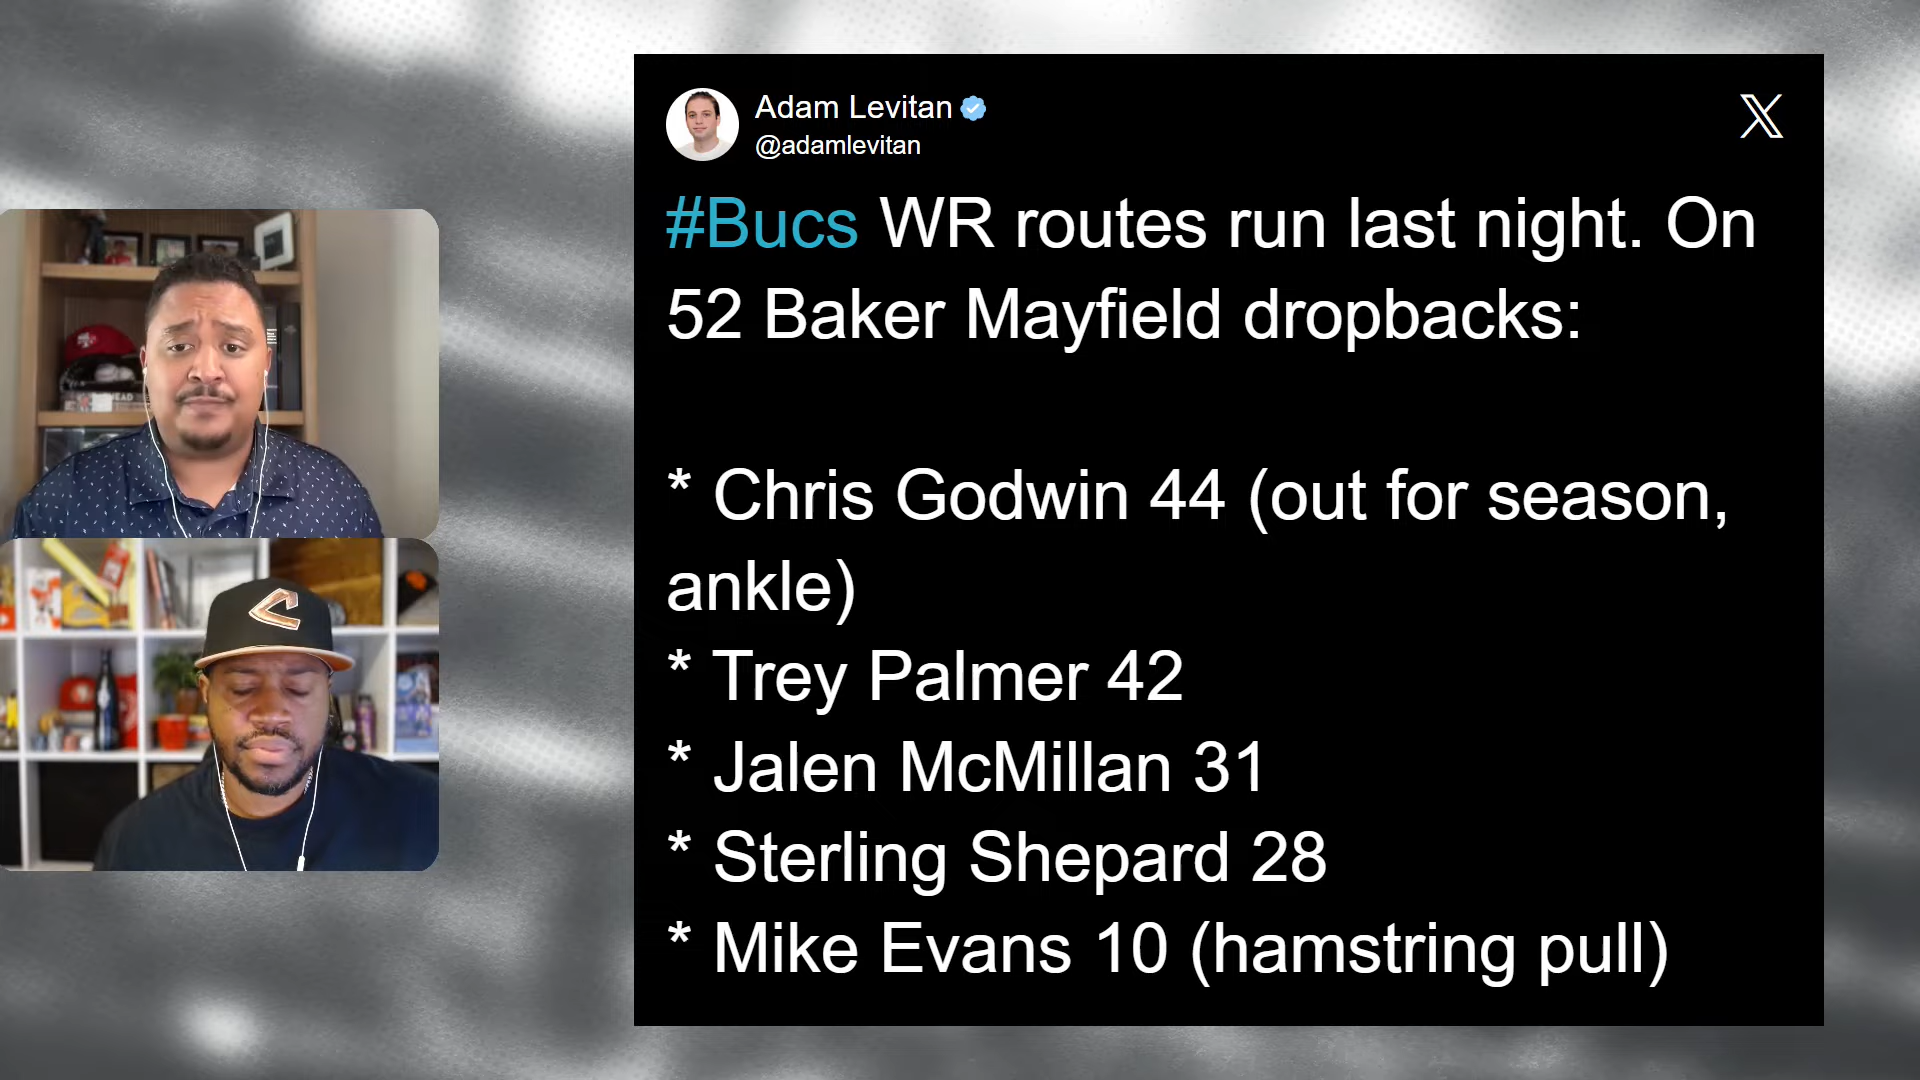 Adam Levitan
@adamlevitan
#Bucs WR routes run last night. On
52 Baker Mayfield dropbacks:
* Chris Godwin 44 (out for season,
ankle)
* Trey Palmer 42
* Jalen McMillan 31
* Sterling Shepard 28
* Mike Evans 10 (hamstring pull)